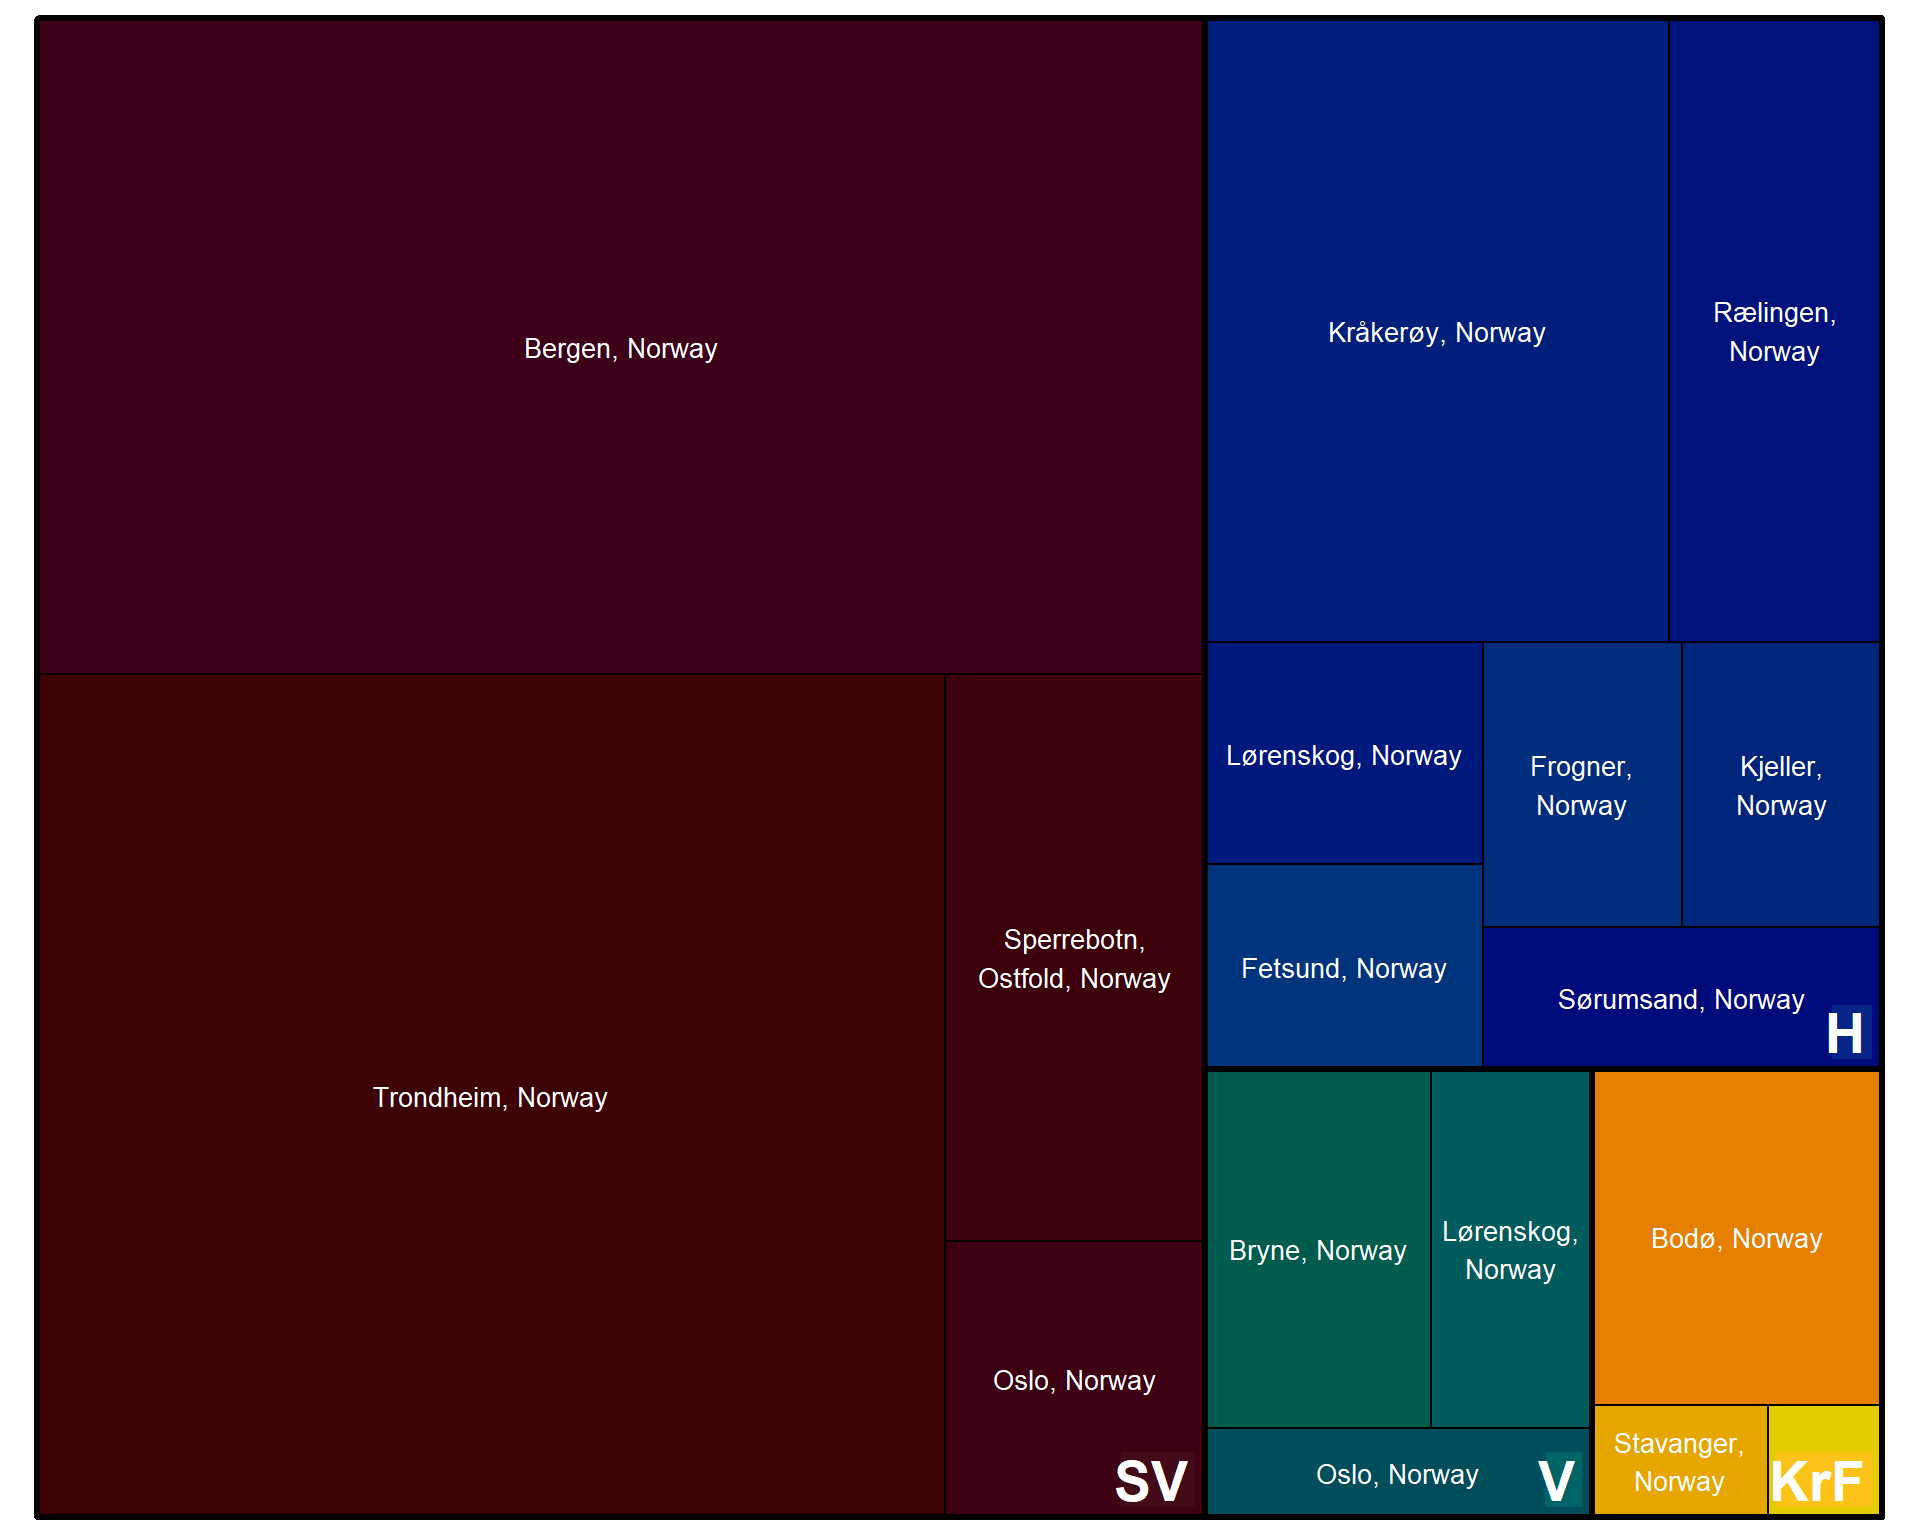 Bergen, Norway
Trondheim, Norway
Sperrebotn,
Ostfold, Norway
Oslo, Norway
SV
Kråkerøy, Norway
Rælingen,
Norway
Lørenskog, Norway
Frogner,
Norway
Kjeller,
Norway
Fetsund, Norway
Sørumsand, Norway
H
Bryne, Norway
Lørenskog,
Norway
Oslo, Norway
V
Bodø, Norway
Stavanger,
Norway
KrF